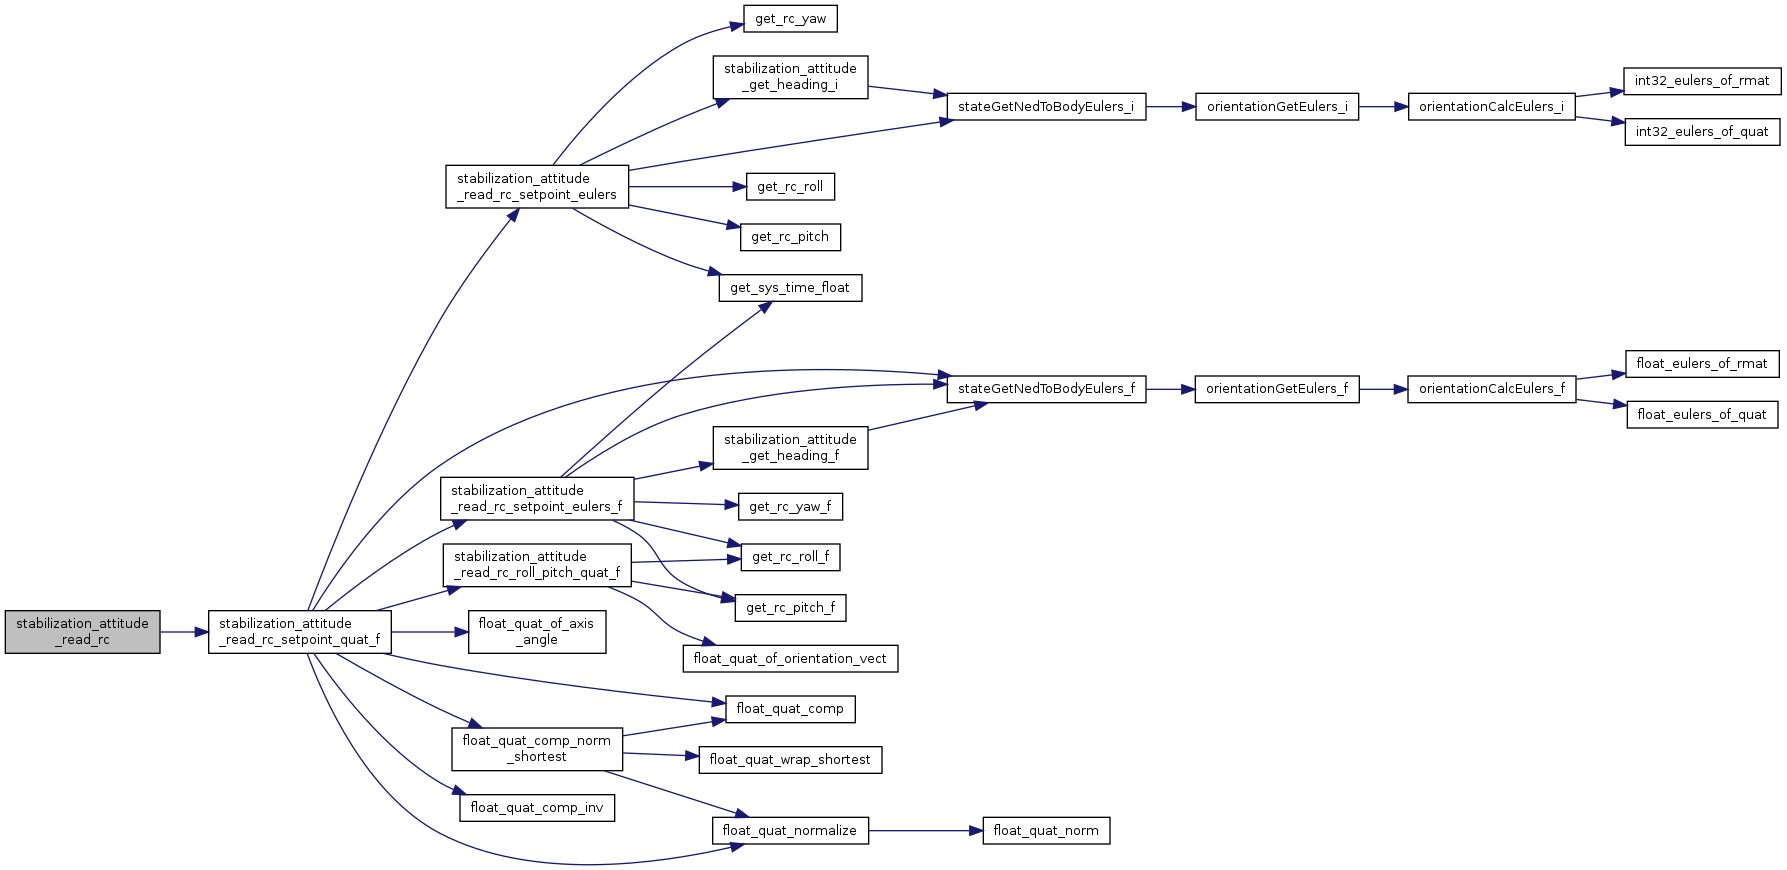 get_rc_yaw
stabilization_attitude
_get_heading_i
int32_eulers_of_rmat
stateGetNedToBodyEulers_i
orientationGetEulers_i
orientationCalcEulers_i
int32_eulers_of_quat
stabilization_attitude
_read_rc_setpoint_eulers
get_rc_roll
get_rc_pitch
get_sys_time_float
float_eulers_of_rmat
stateGetNedToBodyEulers_f
orientationGetEulers_f
orientationCalcEulers_f
float_eulers_of_quat
stabilization_attitude
_get_heading_f
stabilization_attitude
_read_rc_setpoint_eulers_f
get_rc_yaw_f
stabilization_attitude
_read_rc_roll_pitch_quat_f
get_rc_roll_f
get_rc_pitch_f
stabilization_attitude
_read_rc
stabilization_attitude
_read_rc_setpoint_quat_f
float_quat_of_axis
_angle
float_quat_of_orientation_vect
float_quat_comp
float_quat_comp_norm
_shortest
float_quat_wrap_shortest
float_quat_comp_inv
float_quat_normalize
float_quat_norm